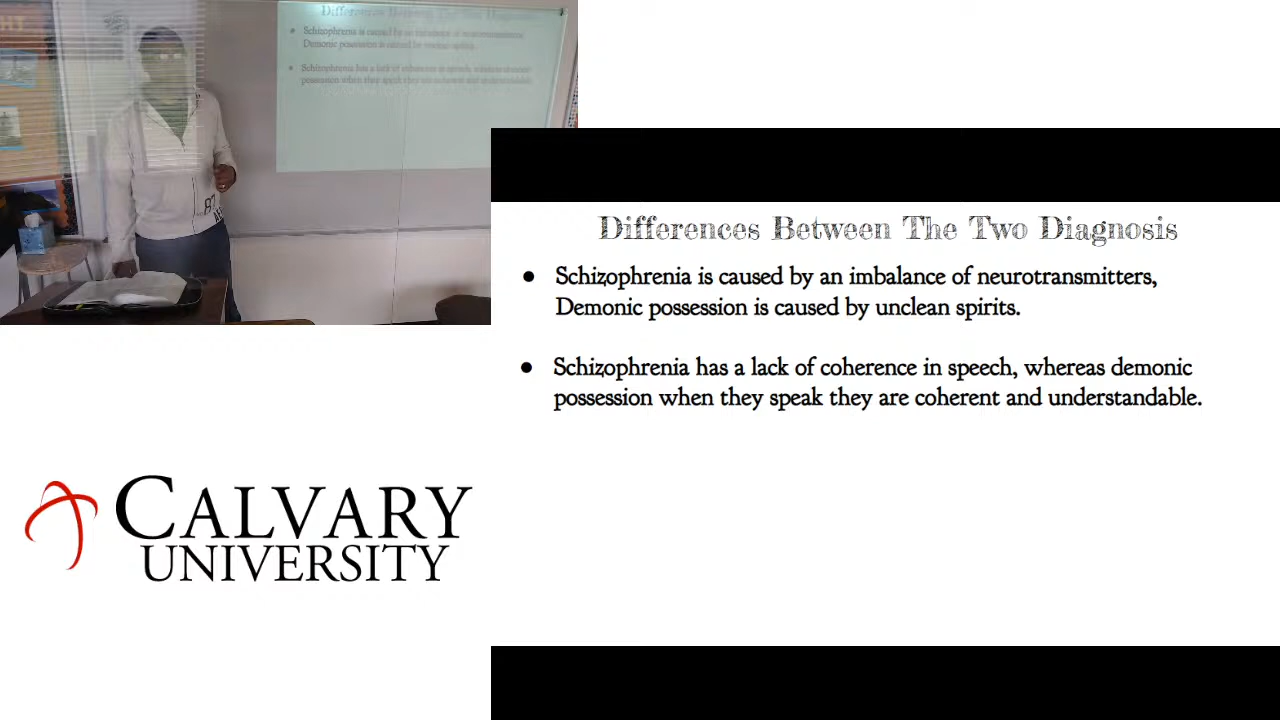 Differences Between The Two Diagnosis
● Schizophrenia is caused by an imbalance of neurotransmitters,
Demonic possession is caused by unclean spirits.
● Schizophrenia has a lack of coherence in speech, whereas demonic
possession when they speak they are coherent and understandable.
CALVARY
UNIVERSITY